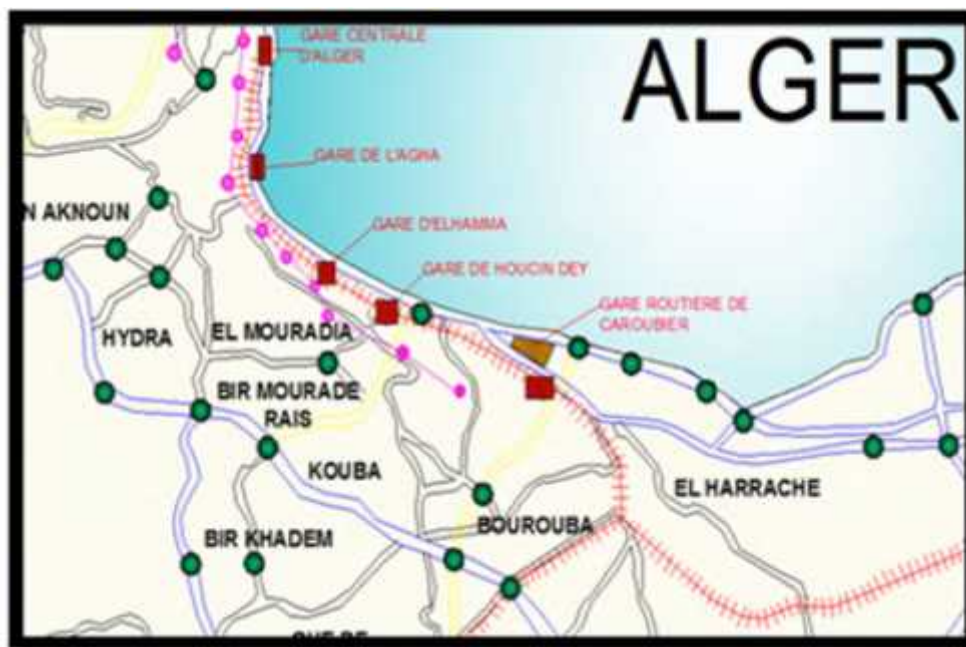 GARE CENTRALE
D'ALGER
ALGER
GARE DE L'AGHA
N AKNOUN
GARE D'ELHAMMA
GARE DE HOUCIN DEY
GARE ROUTIERE DE
CAROUBIER
HYDRA
EL MOURADIA
BIR MOURADE
RAIS
KOUBA
EL HARRACHE
BOUROUBA
BIR KHADEM